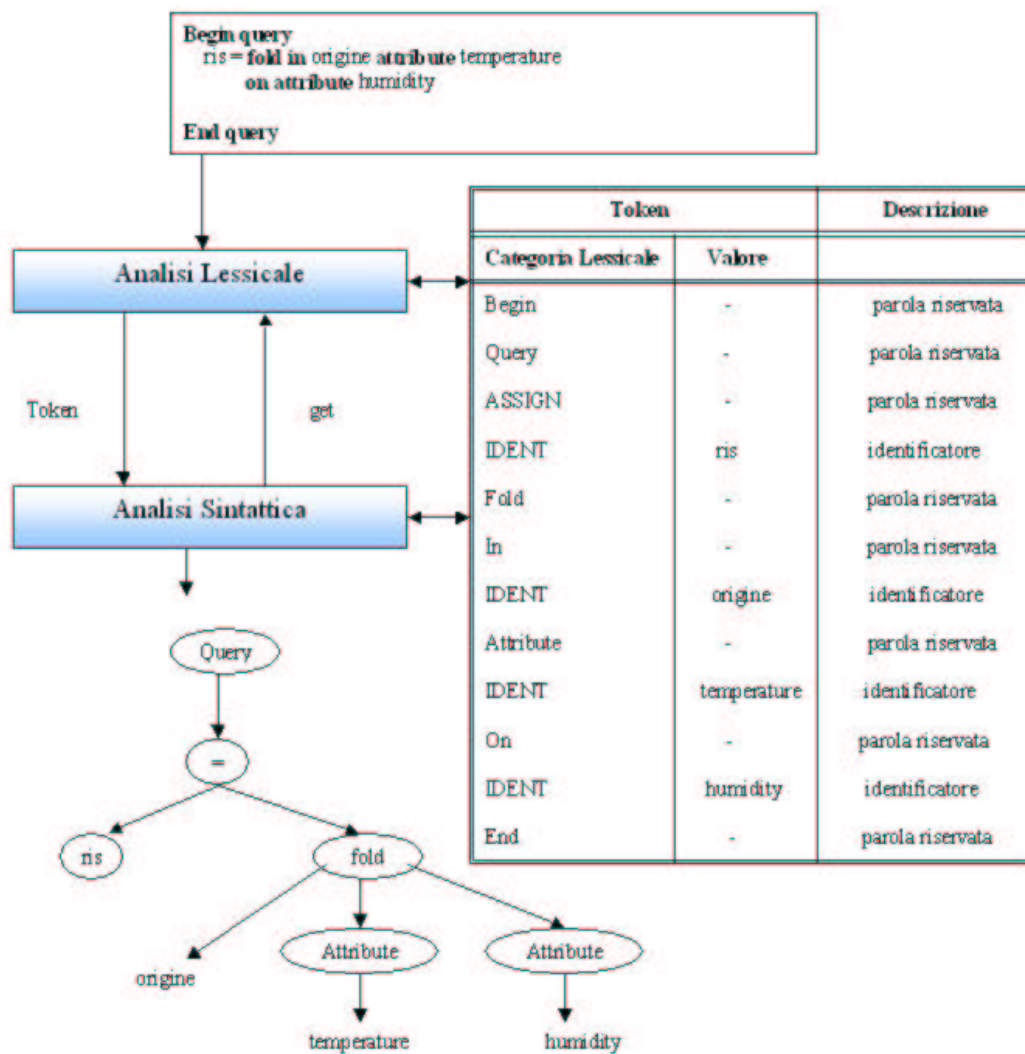 Begin query
ris = fold in origine attribute temperature
on attribute humidity
End query
Analisi Lessicale
Token
get
Analisi Sintattica
Token Descrizione
Categoria Lessicale Valore
Begin - parola riservata
Query - parola riservata
ASSIGN - parola riservata
IDENT ris identificatore
Fold - parola riservata
In - parola riservata
IDENT origine identificatore
Attribute - parola riservata
IDENT temperature identificatore
On - parola riservata
IDENT humidity identificatore
End - parola riservata
Query
=
ris fold
origine Attribute Attribute
temperature humidity